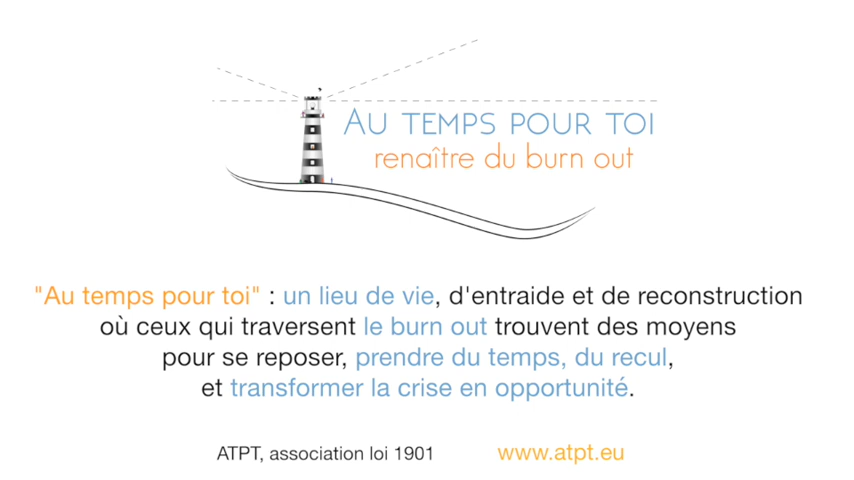 AU TEMPS POUR TOI
renaître du burn out
"Au temps pour toi" : un lieu de vie, d'entraide et de reconstruction
où ceux qui traversent le burn out trouvent des moyens
pour se reposer, prendre du temps, du recul,
et transformer la crise en opportunité.
ATPT, association loi 1901 www.atpt.eu